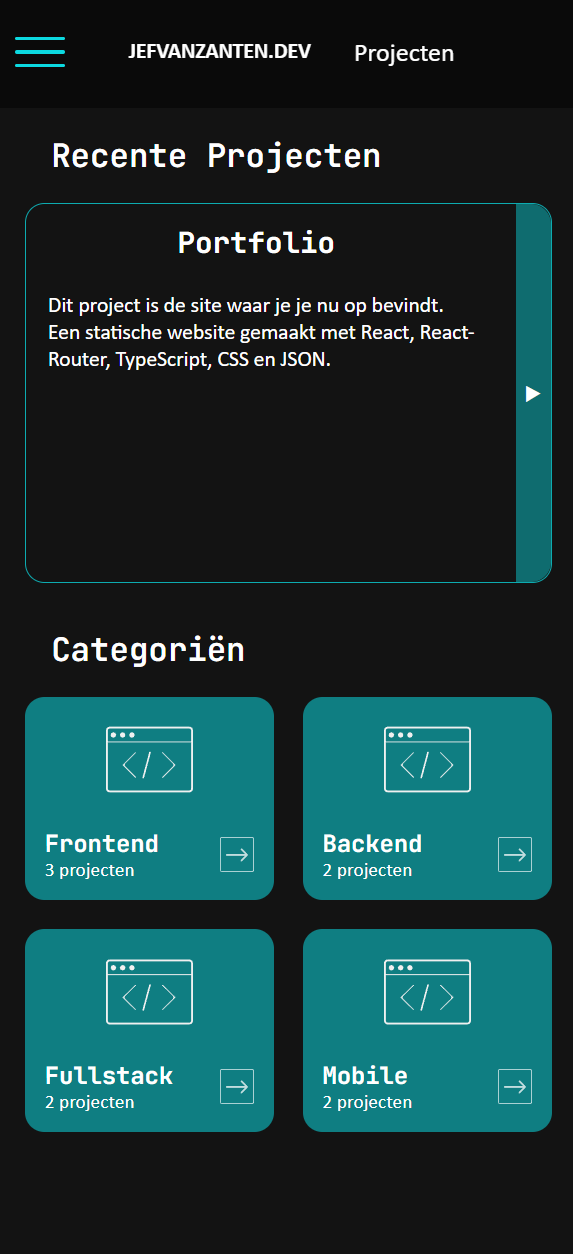 JEFVANZANTEN.DEV Projecten
Recente Projecten
Portfolio
Dit project is de site waar je je nu op bevindt.
Een statische website gemaakt met React, React-
Router, TypeScript, CSS en JSON.
Categoriën
Frontend
3 projecten
Backend
2 projecten
Fullstack
2 projecten
Mobile
2 projecten